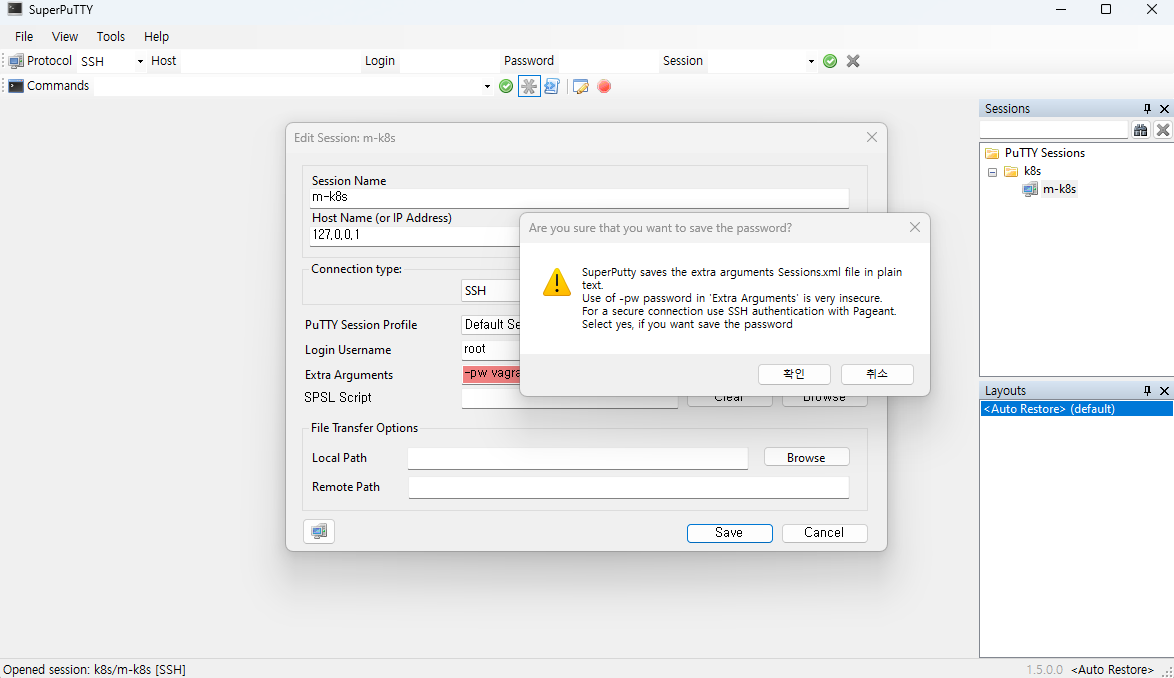 SuperPuTTY
File View Tools Help
Protocol SSH Host Login Password Session
Commands
Sessions
PuTTY Sessions
k8s
m-k8s
Layouts
<Auto Restore> (default)
Edit Session: m-k8s
Session Name
m-k8s
Host Name (or IP Address)
127,0,0,1
Connection type:
SSH
PuTTY Session Profile
Default Se
Login Username
root
Extra Arguments
-pw vagra
SPSL Script
Clear Browse
File Transfer Options
Local Path
Browse
Remote Path
Save Cancel
Are you sure that you want to save the password?
SuperPutty saves the extra arguments Sessions.xml file in plain
text.
Use of -pw password in 'Extra Arguments' is very insecure.
For a secure connection use SSH authentication with Pageant.
Select yes, if you want save the password
확인 취소
Opened session: k8s/m-k8s [SSH]
1.5.0.0 <Auto Restore>